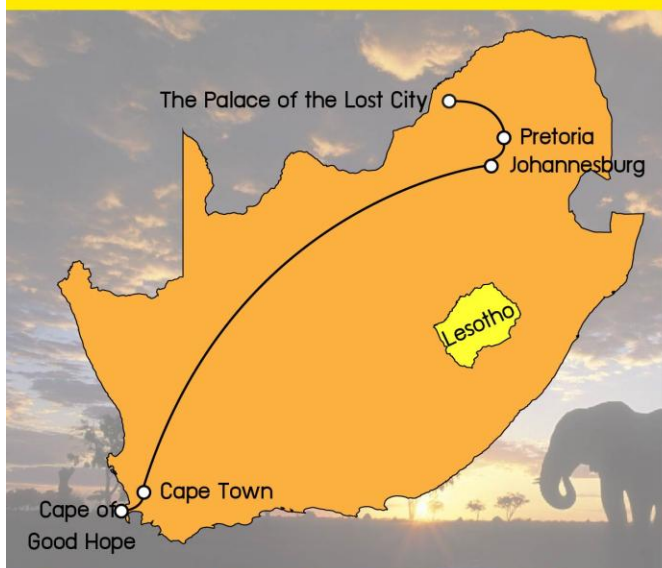 The Palace of the Lost City
Pretoria
Johannesburg
Lesotho
Cape Town
Cape of
Good Hope